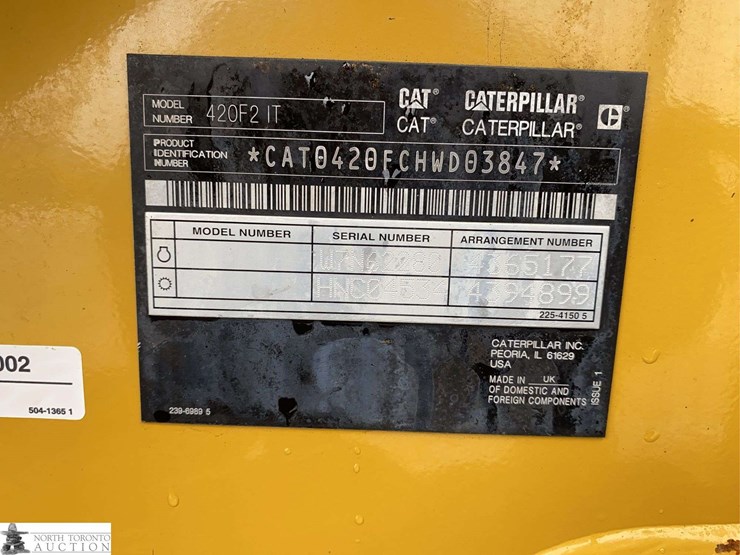 MODEL NUMBER 420F2 IT
CAT® CATERPILLAR®
CAT® CATERPILLAR®
PRODUCT IDENTIFICATION NUMBER *CAT0420FCHWD03847*
MODEL NUMBER SERIAL NUMBER ARRANGEMENT NUMBER
4394899
225-4150 5
CATERPILLAR INC.
PEORIA, IL 61629
USA
MADE IN UK
OF DOMESTIC AND
FOREIGN COMPONENTS
ISSUE 1
239-6989 5
002
504-1365 1
NORTH TORONTO
AUCTION